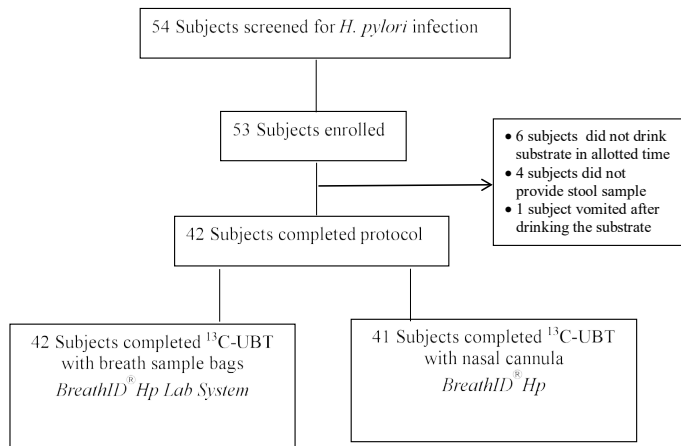 54 Subjects screened for H. pylori infection
53 Subjects enrolled
• 6 subjects did not drink
substrate in allotted time
• 4 subjects did not
provide stool sample
• 1 subject vomited after
drinking the substrate
42 Subjects completed protocol
42 Subjects completed ¹³C-UBT
with breath sample bags
BreathID® Hp Lab System
41 Subjects completed ¹³C-UBT
with nasal cannula
BreathID® Hp